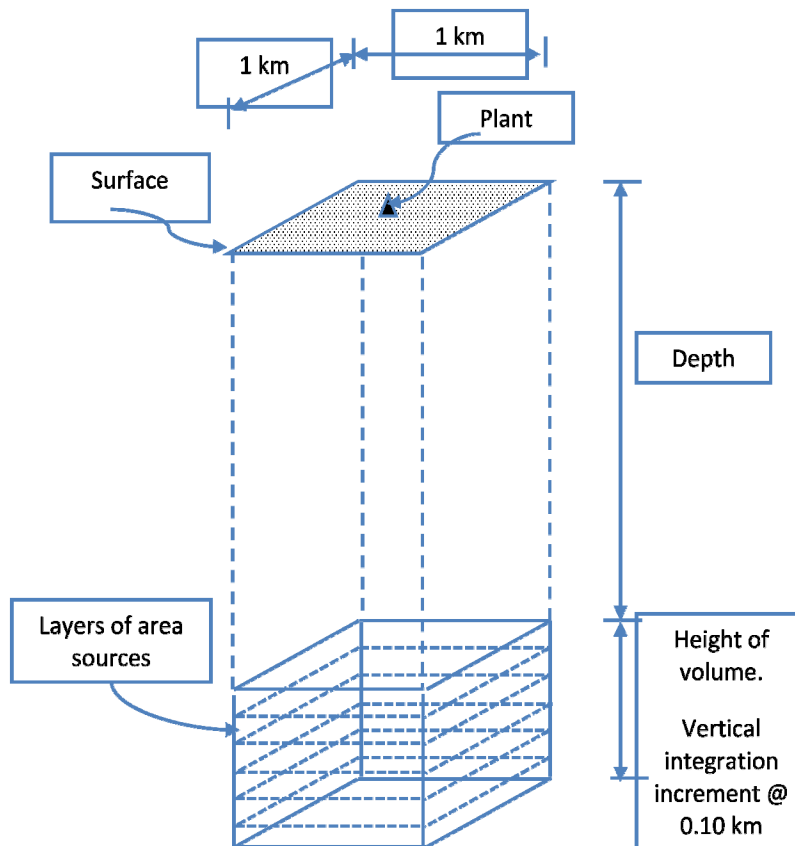 1 km
1 km
Plant
Surface
Depth
Layers of area
sources
Height of
volume.
Vertical
integration
increment @
0.10 km